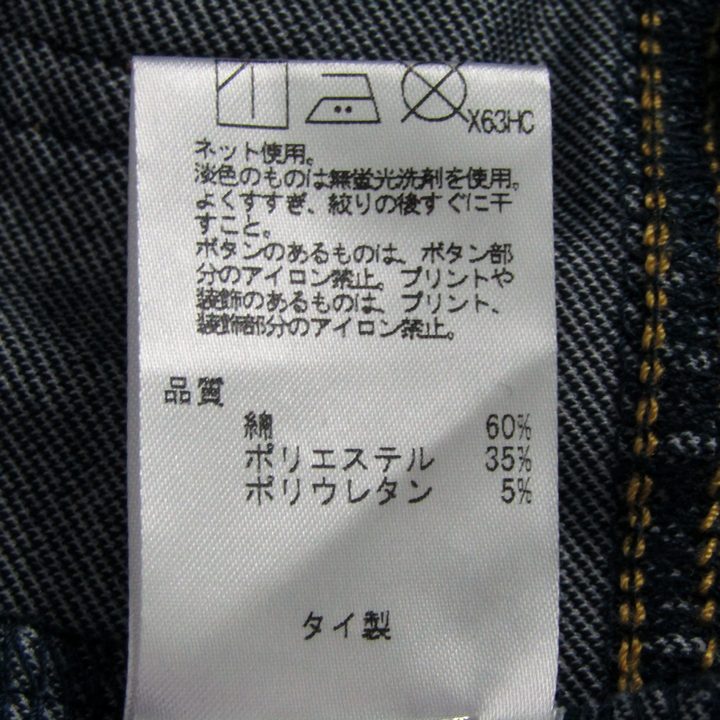 X63HC
ネット使用。
淡色のものは無蛍光洗剤を使用。
よくすすぎ、絞りの後すぐに干
すこと。
ボタンのあるものは、ボタン部
分のアイロン禁止。プリントや
装飾のあるものは、プリント、
装飾部分のアイロン禁止。
品質
綿 60%
ポリエステル 35%
ポリウレタン 5%
タイ製